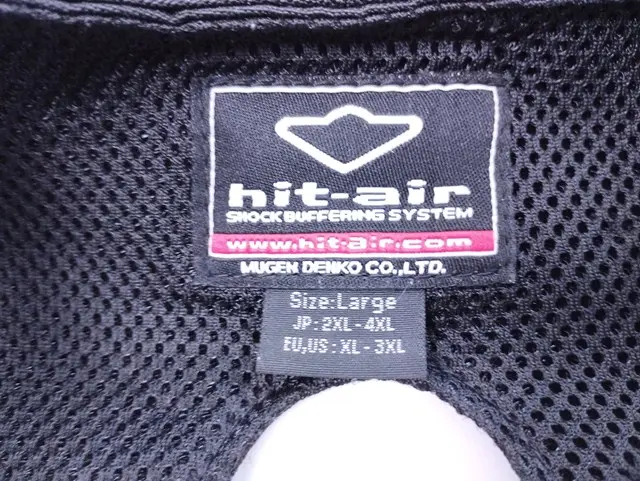 hit-air
SHOCK BUFFERING SYSTEM
www.hit-air.com
MUGEN DENKO CO.,LTD.
Size:Large
JP:2XL-4XL
EU,US:XL-3XL